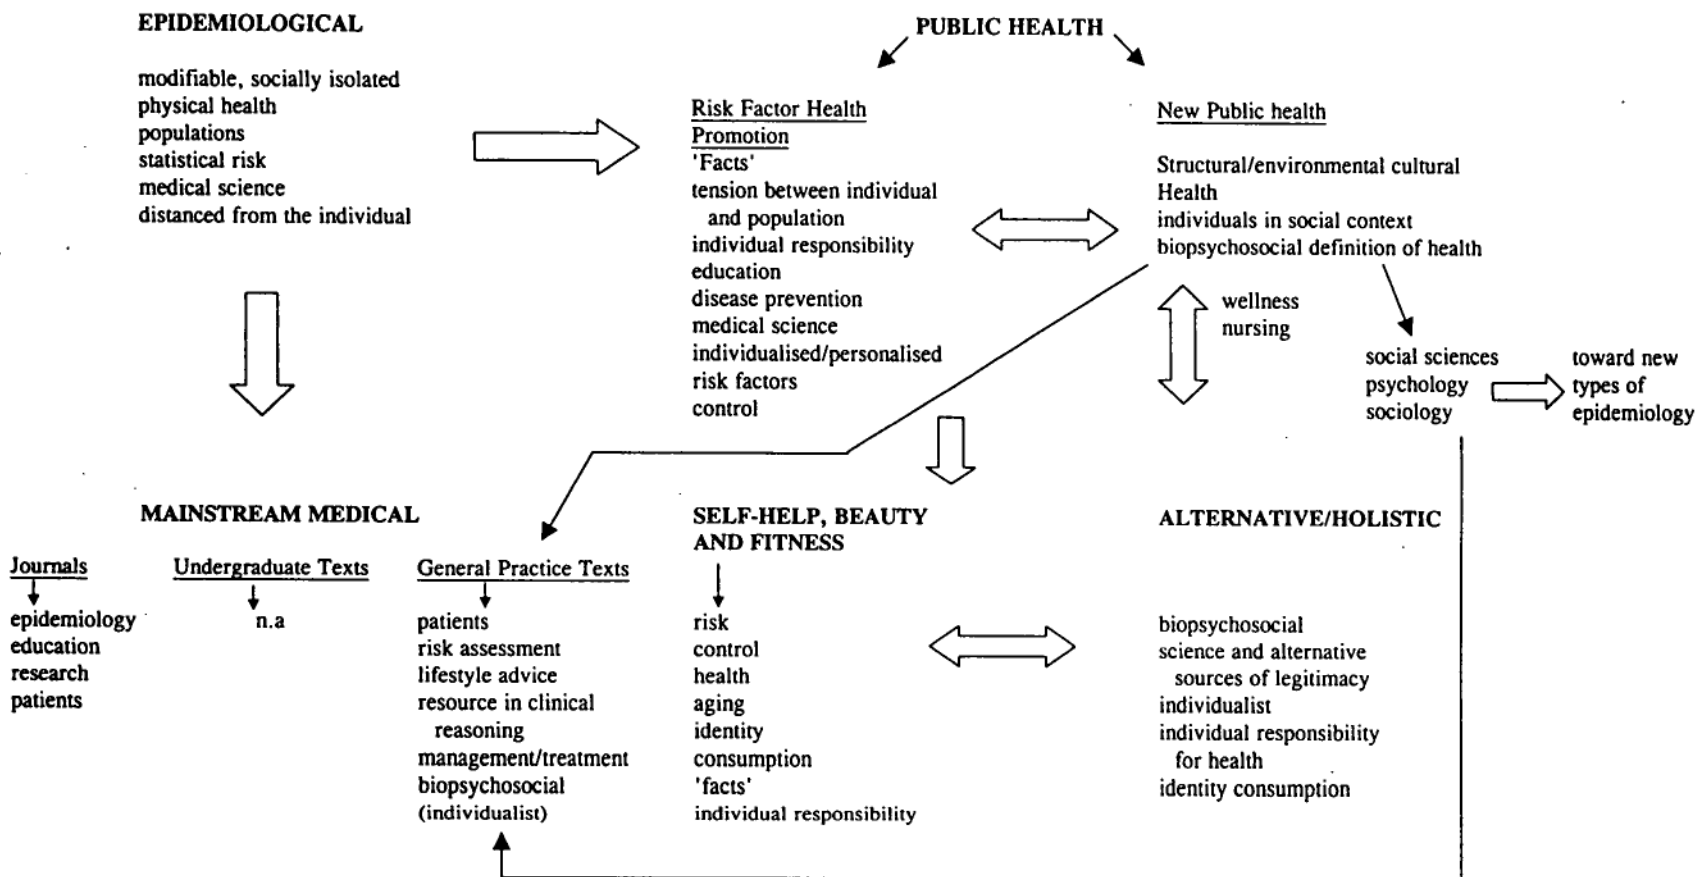 EPIDEMIOLOGICAL
modifiable, socially isolated
physical health
populations
statistical risk
medical science
distanced from the individual
PUBLIC HEALTH
Risk Factor Health
Promotion
'Facts'
tension between individual
and population
individual responsibility
education
disease prevention
medical science
individualised/personalised
risk factors
control
New Public health
Structural/environmental cultural
Health
individuals in social context
biopsychosocial definition of health
wellness
nursing
social sciences
psychology
sociology
toward new
types of
epidemiology
MAINSTREAM MEDICAL
Journals
epidemiology
education
research
patients
Undergraduate Texts
n.a
General Practice Texts
patients
risk assessment
lifestyle advice
resource in clinical
reasoning
management/treatment
biopsychosocial
(individualist)
SELF-HELP, BEAUTY
AND FITNESS
risk
control
health
aging
identity
consumption
'facts'
individual responsibility
ALTERNATIVE/HOLISTIC
biopsychosocial
science and alternative
sources of legitimacy
individualist
individual responsibility
for health
identity consumption